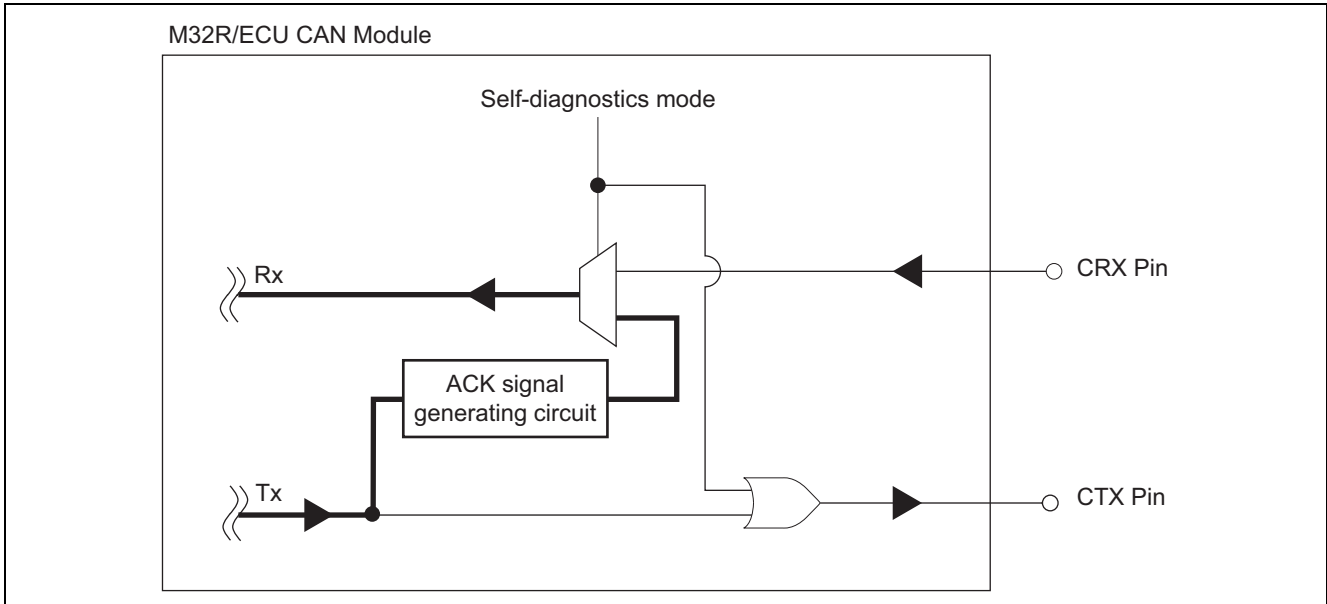 M32R/ECU CAN Module
Self-diagnostics mode
Rx
CRX Pin
ACK signal
generating circuit
Tx
CTX Pin